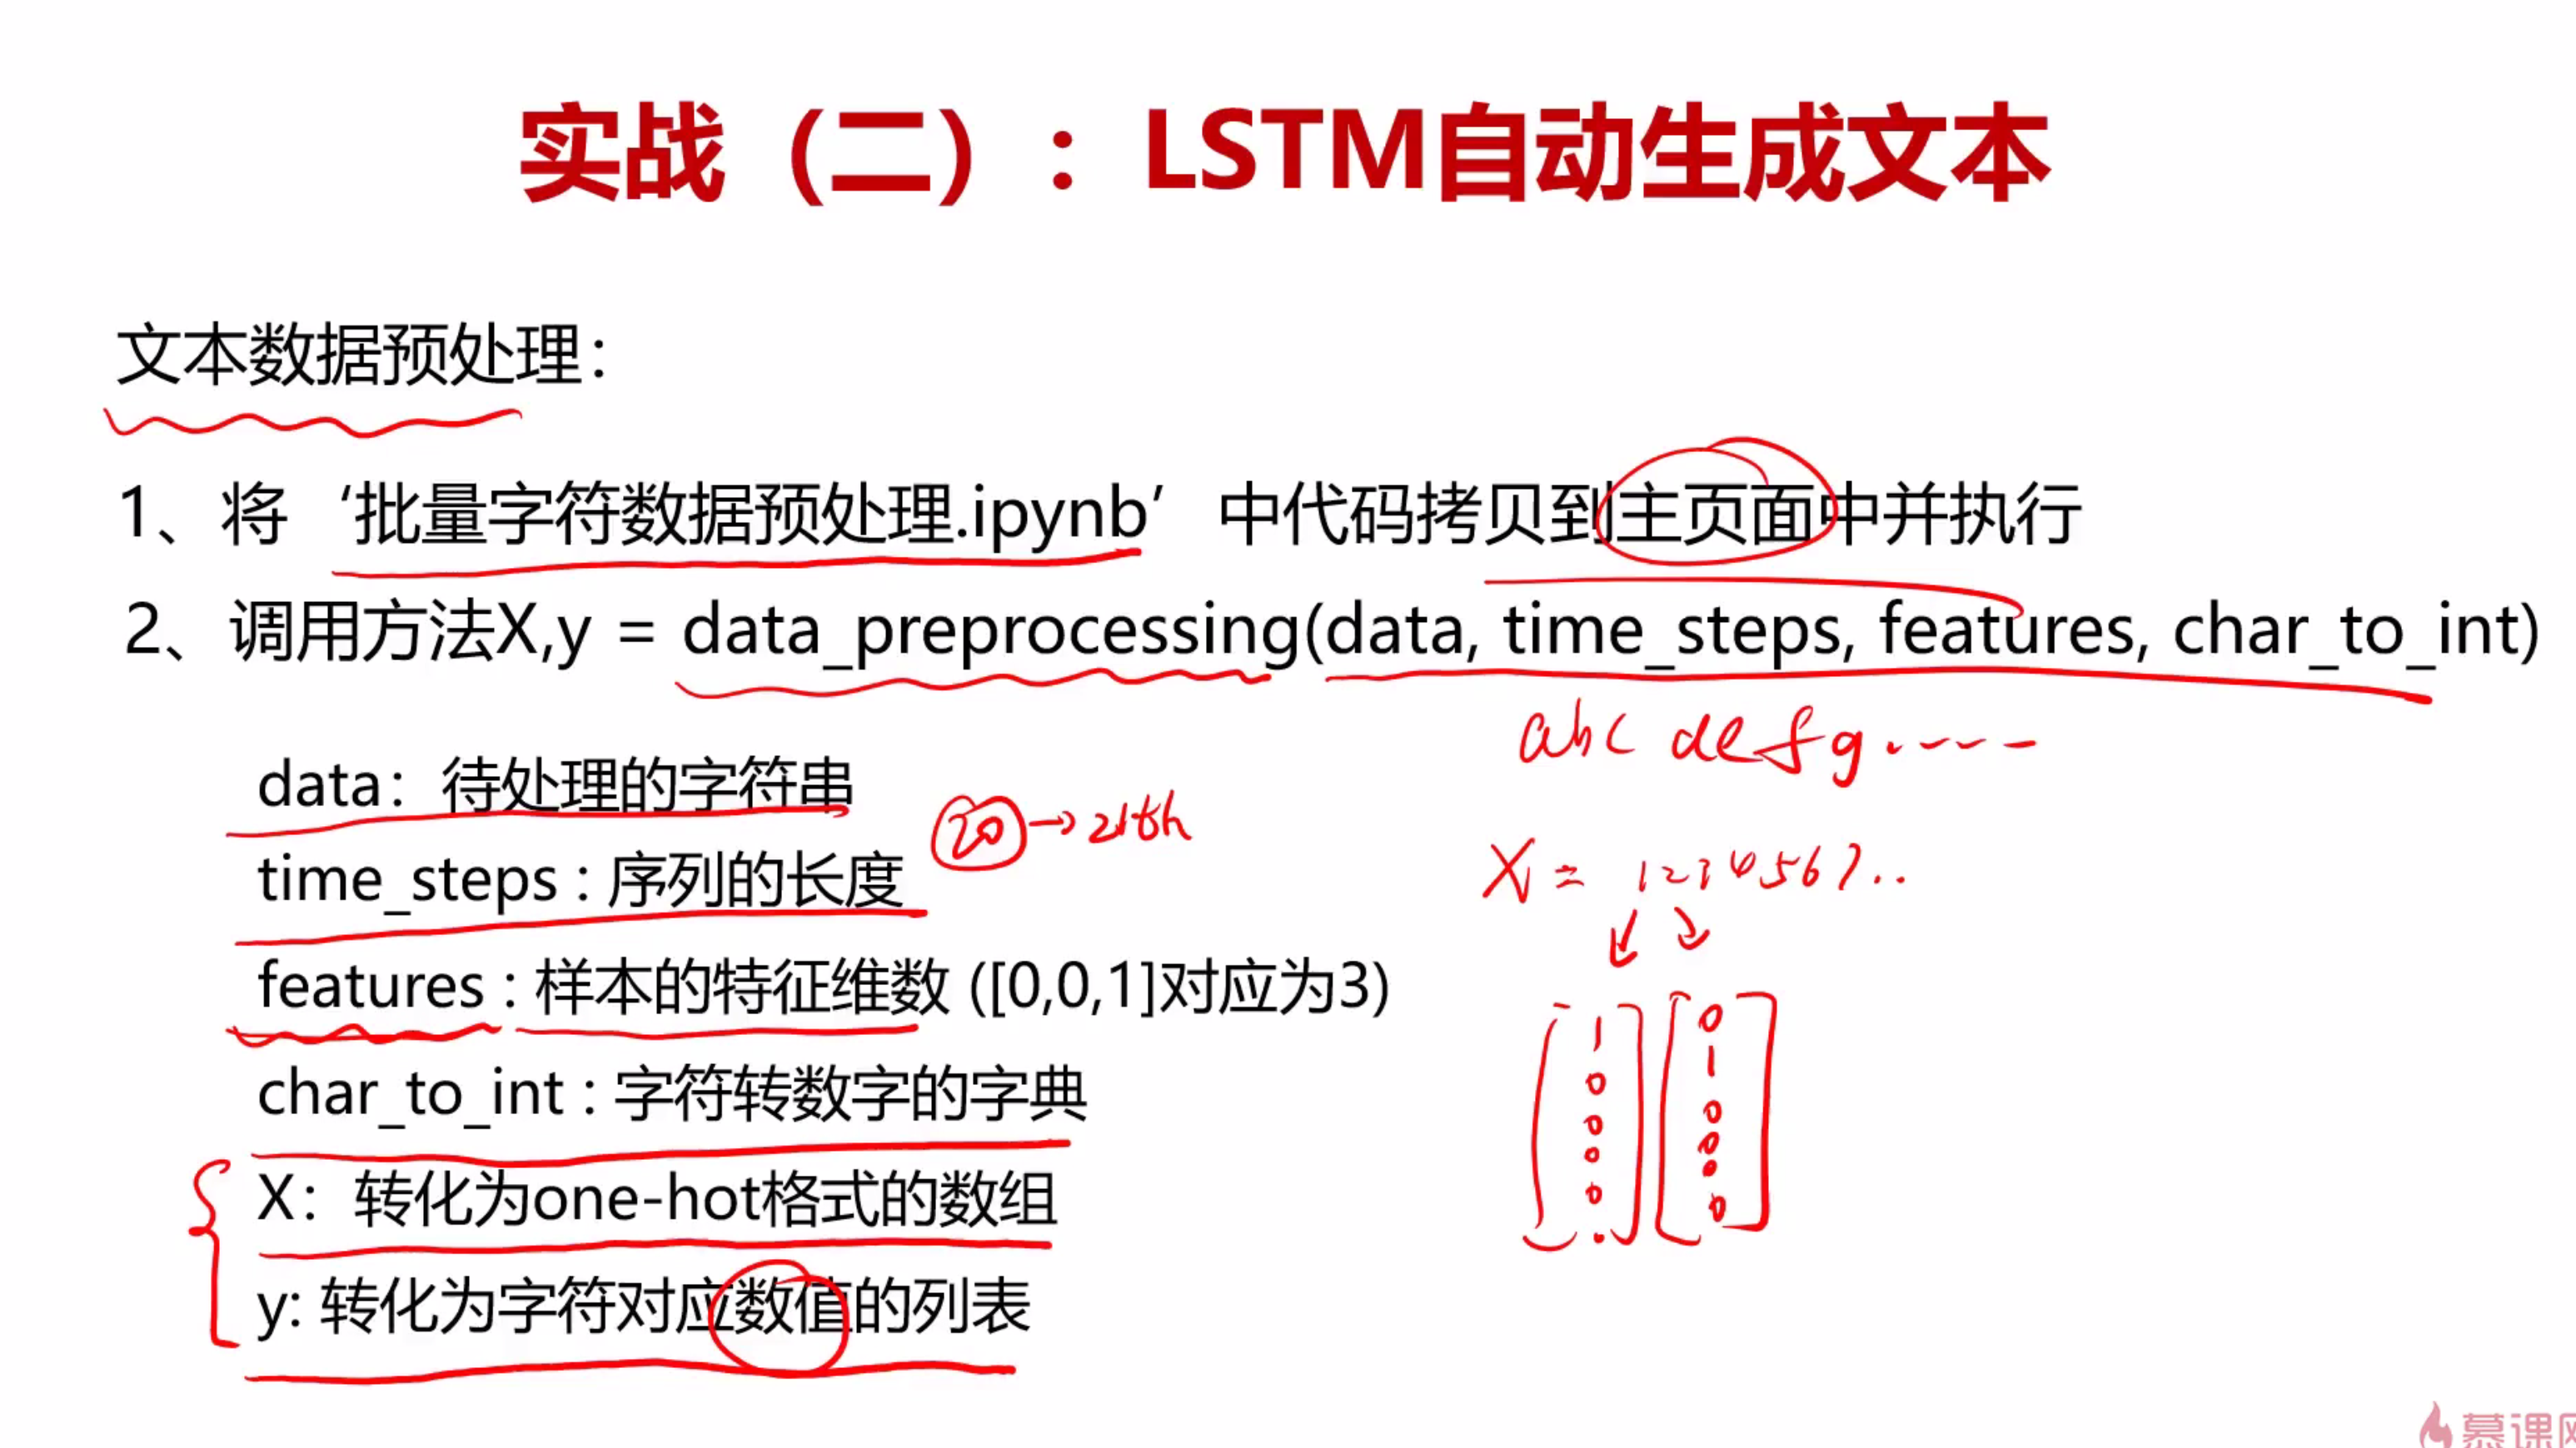 实战（二）：LSTM自动生成文本
文本数据预处理：
1、将‘批量字符数据预处理.ipynb’中代码拷贝到主页面中并执行
2、调用方法X,y = data_preprocessing(data, time_steps, features, char_to_int)
abc defg
data：待处理的字符串
20→21th
time_steps : 序列的长度
X = 1234567..
features : 样本的特征维数 ([0,0,1]对应为3)
char_to_int : 字符转数字的字典
X：转化为one-hot格式的数组
y: 转化为字符对应数值的列表
1 0
0 1
0 0
0 0
0 0
0
慕课网